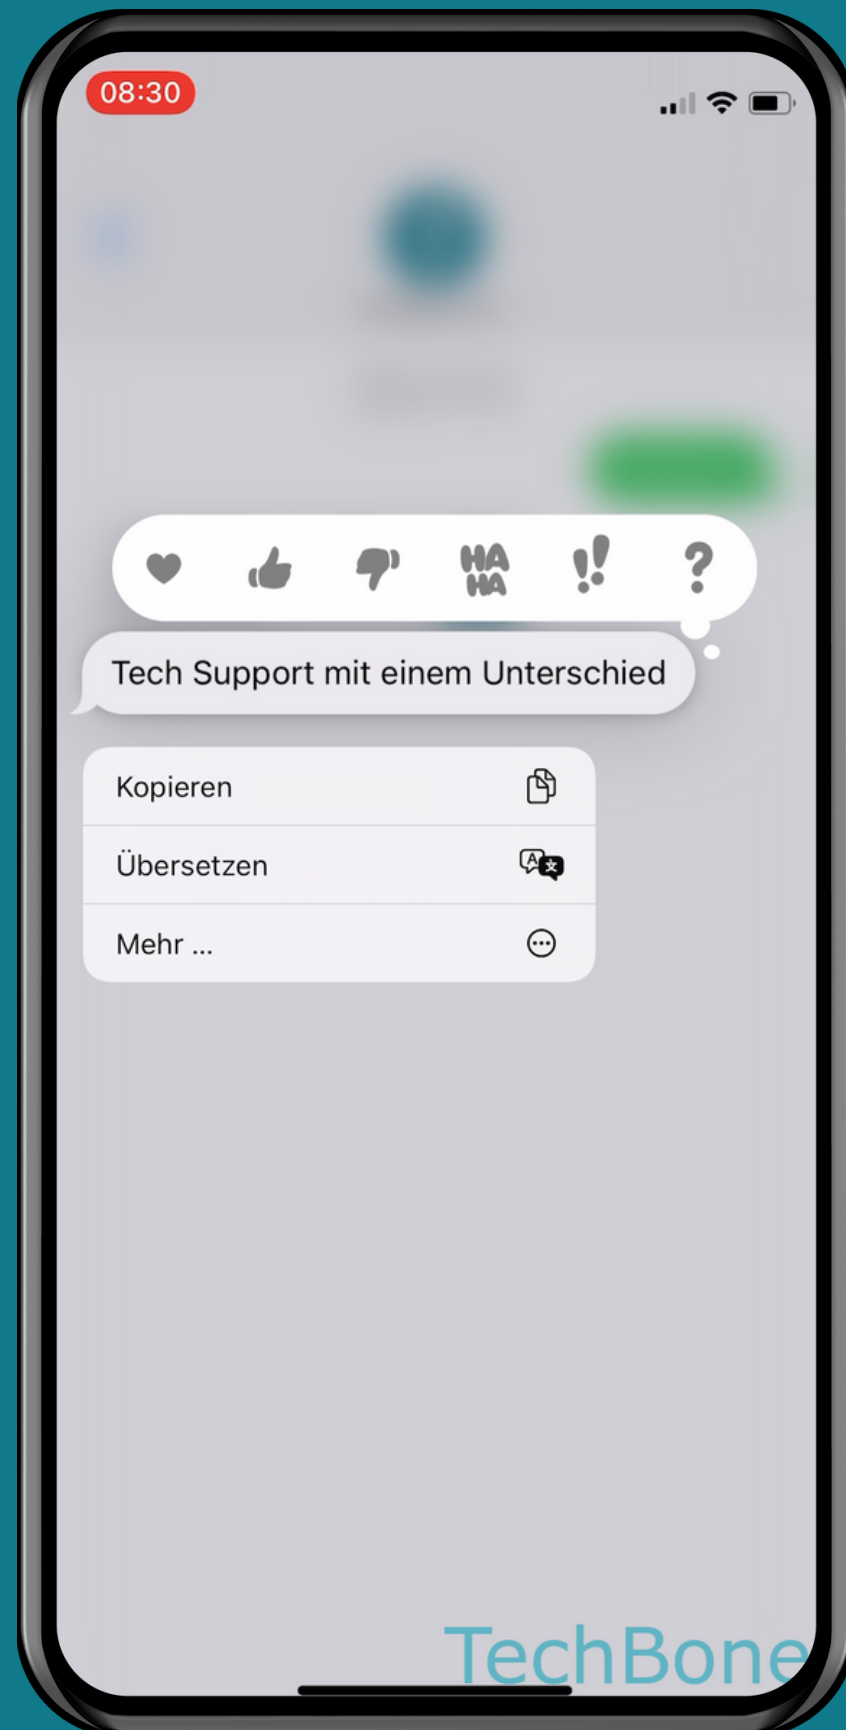 08:30
HA
HA
Tech Support mit einem Unterschied
Kopieren
Übersetzen
Mehr ...
TechBone